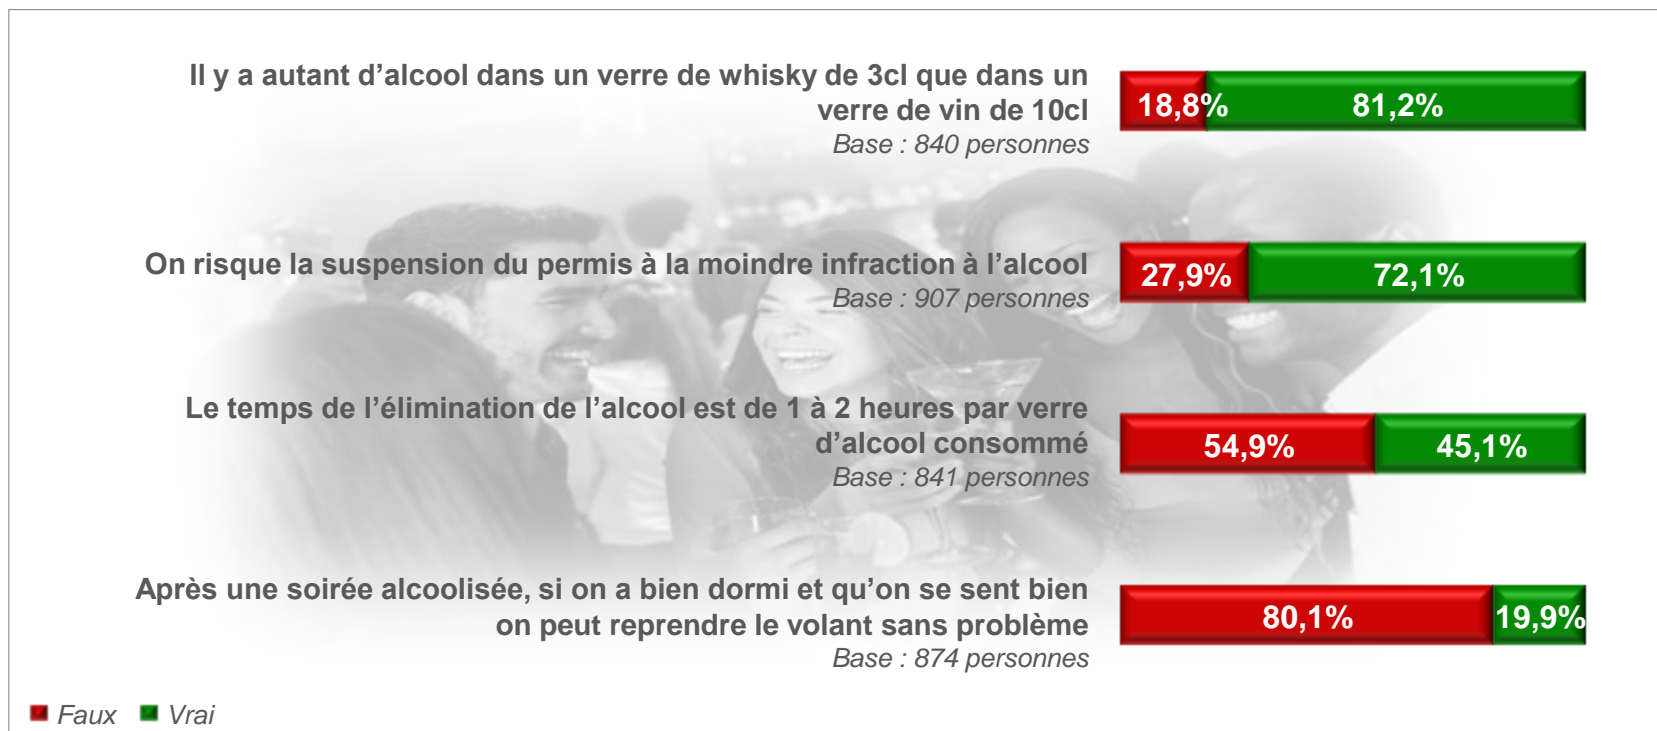 Il y a autant d’alcool dans un verre de whisky de 3cl que dans un
verre de vin de 10cl
Base : 840 personnes
18,8% 81,2%
On risque la suspension du permis à la moindre infraction à l’alcool
Base : 907 personnes
27,9% 72,1%
Le temps de l’élimination de l’alcool est de 1 à 2 heures par verre
d’alcool consommé
Base : 841 personnes
54,9% 45,1%
Après une soirée alcoolisée, si on a bien dormi et qu’on se sent bien
on peut reprendre le volant sans problème
Base : 874 personnes
80,1% 19,9%
Faux Vrai